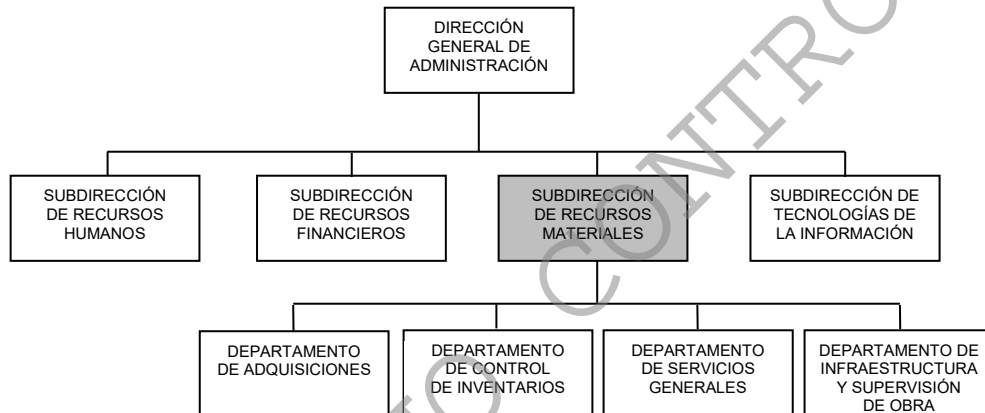 DIRECCIÓN
GENERAL DE
ADMINISTRACIÓN
SUBDIRECCIÓN
DE RECURSOS
HUMANOS
SUBDIRECCIÓN
DE RECURSOS
FINANCIEROS
SUBDIRECCIÓN
DE RECURSOS
MATERIALES
SUBDIRECCIÓN DE
TECNOLOGÍAS DE
LA INFORMACIÓN
DEPARTAMENTO
DE ADQUISICIONES
DEPARTAMENTO
DE CONTROL
DE INVENTARIOS
DEPARTAMENTO
DE SERVICIOS
GENERALES
DEPARTAMENTO DE
INFRAESTRUCTURA
Y SUPERVISIÓN
DE OBRA
CONTRO